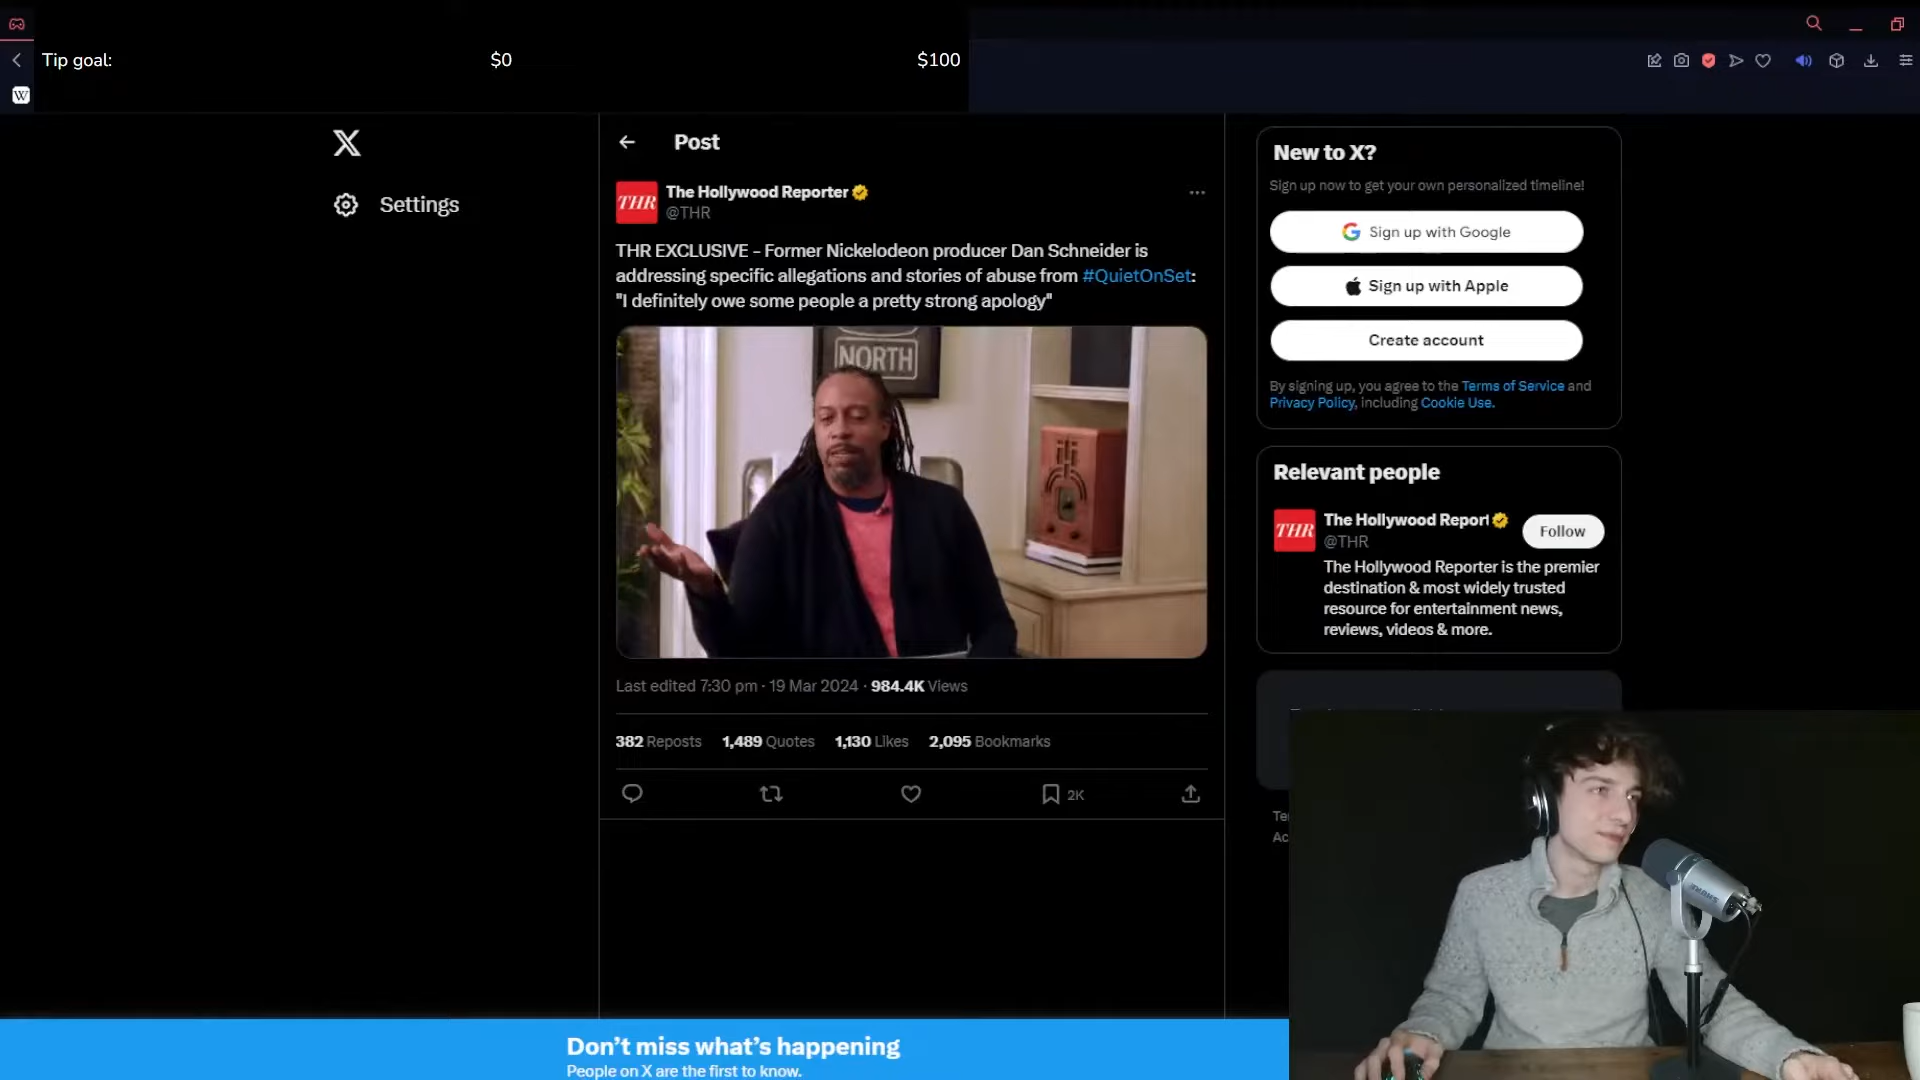 Tip goal:
$0
$100
W
Settings
Post
THR
The Hollywood Reporter
@THR
THR EXCLUSIVE - Former Nickelodeon producer Dan Schneider is
addressing specific allegations and stories of abuse from #QuietOnSet:
"I definitely owe some people a pretty strong apology"
NORTH
Last edited 7:30 pm · 19 Mar 2024 · 984.4K Views
382 Reposts 1,489 Quotes 1,130 Likes 2,095 Bookmarks
2K
New to X?
Sign up now to get your own personalized timeline!
Sign up with Google
Sign up with Apple
Create account
By signing up, you agree to the Terms of Service and
Privacy Policy, including Cookie Use.
Relevant people
THR
The Hollywood Report
@THR
Follow
The Hollywood Reporter is the premier
destination & most widely trusted
resource for entertainment news,
reviews, videos & more.
Te
Ac
SHURE
Don't miss what's happening
People on X are the first to know.